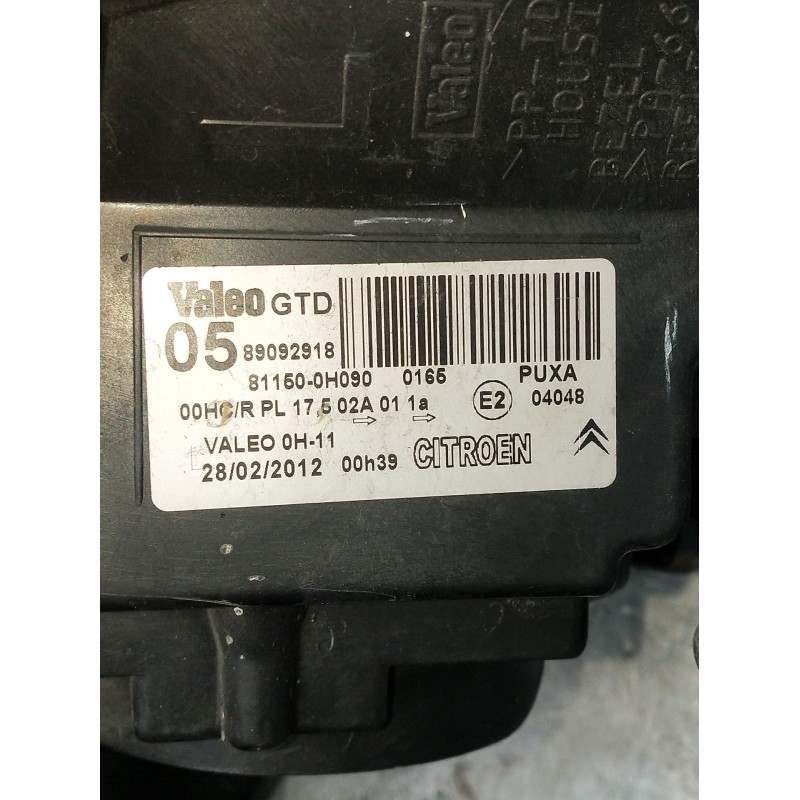 Valeo
PP-TD
HOUSI
BEZEL
Valeo GTD
05 89092918
81150-0H090 0165 PUXA
00HC/R PL 17,5 02A 01 1a E2 04048
VALEO 0H-11
28/02/2012 00h39 CITROEN